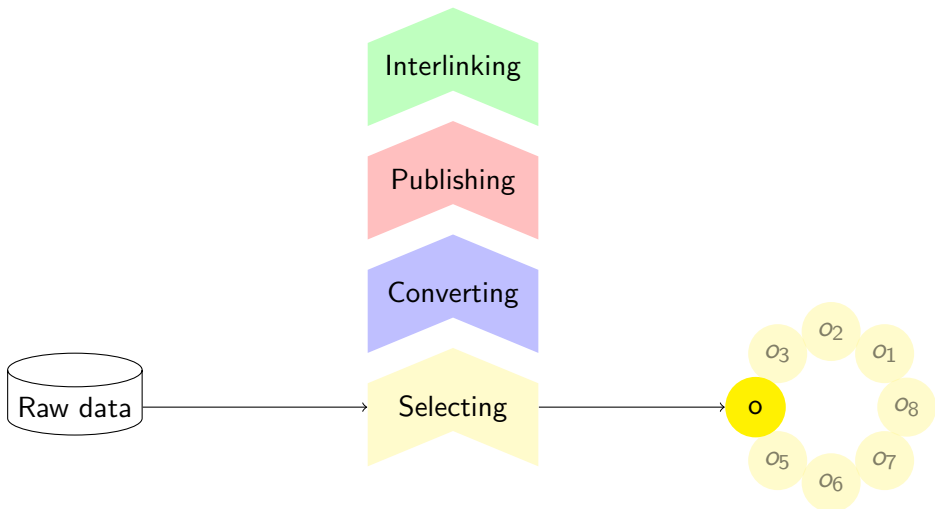 Interlinking
Publishing
Converting
Raw data
Selecting
o₂
o₃
o₁
o
o₈
o₅
o₇
o₆